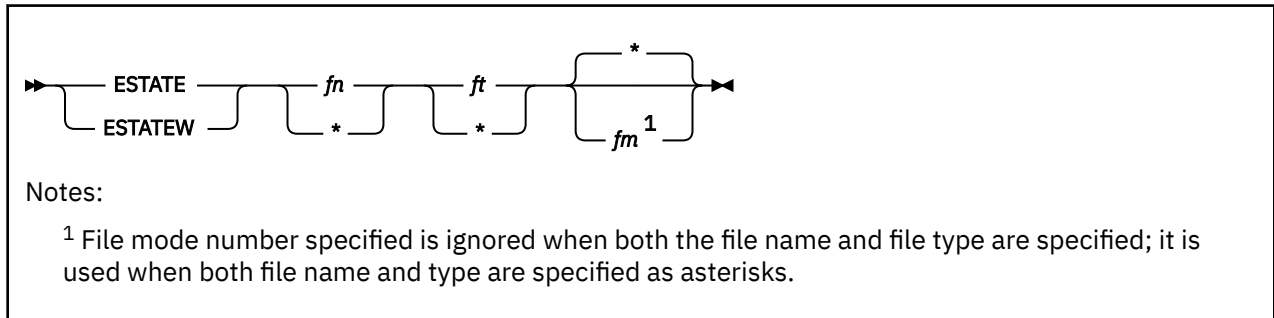 *
ESTATE fn ft
ESTATEW * * fm 1
Notes:
1 File mode number specified is ignored when both the file name and file type are specified; it is
used when both file name and type are specified as asterisks.